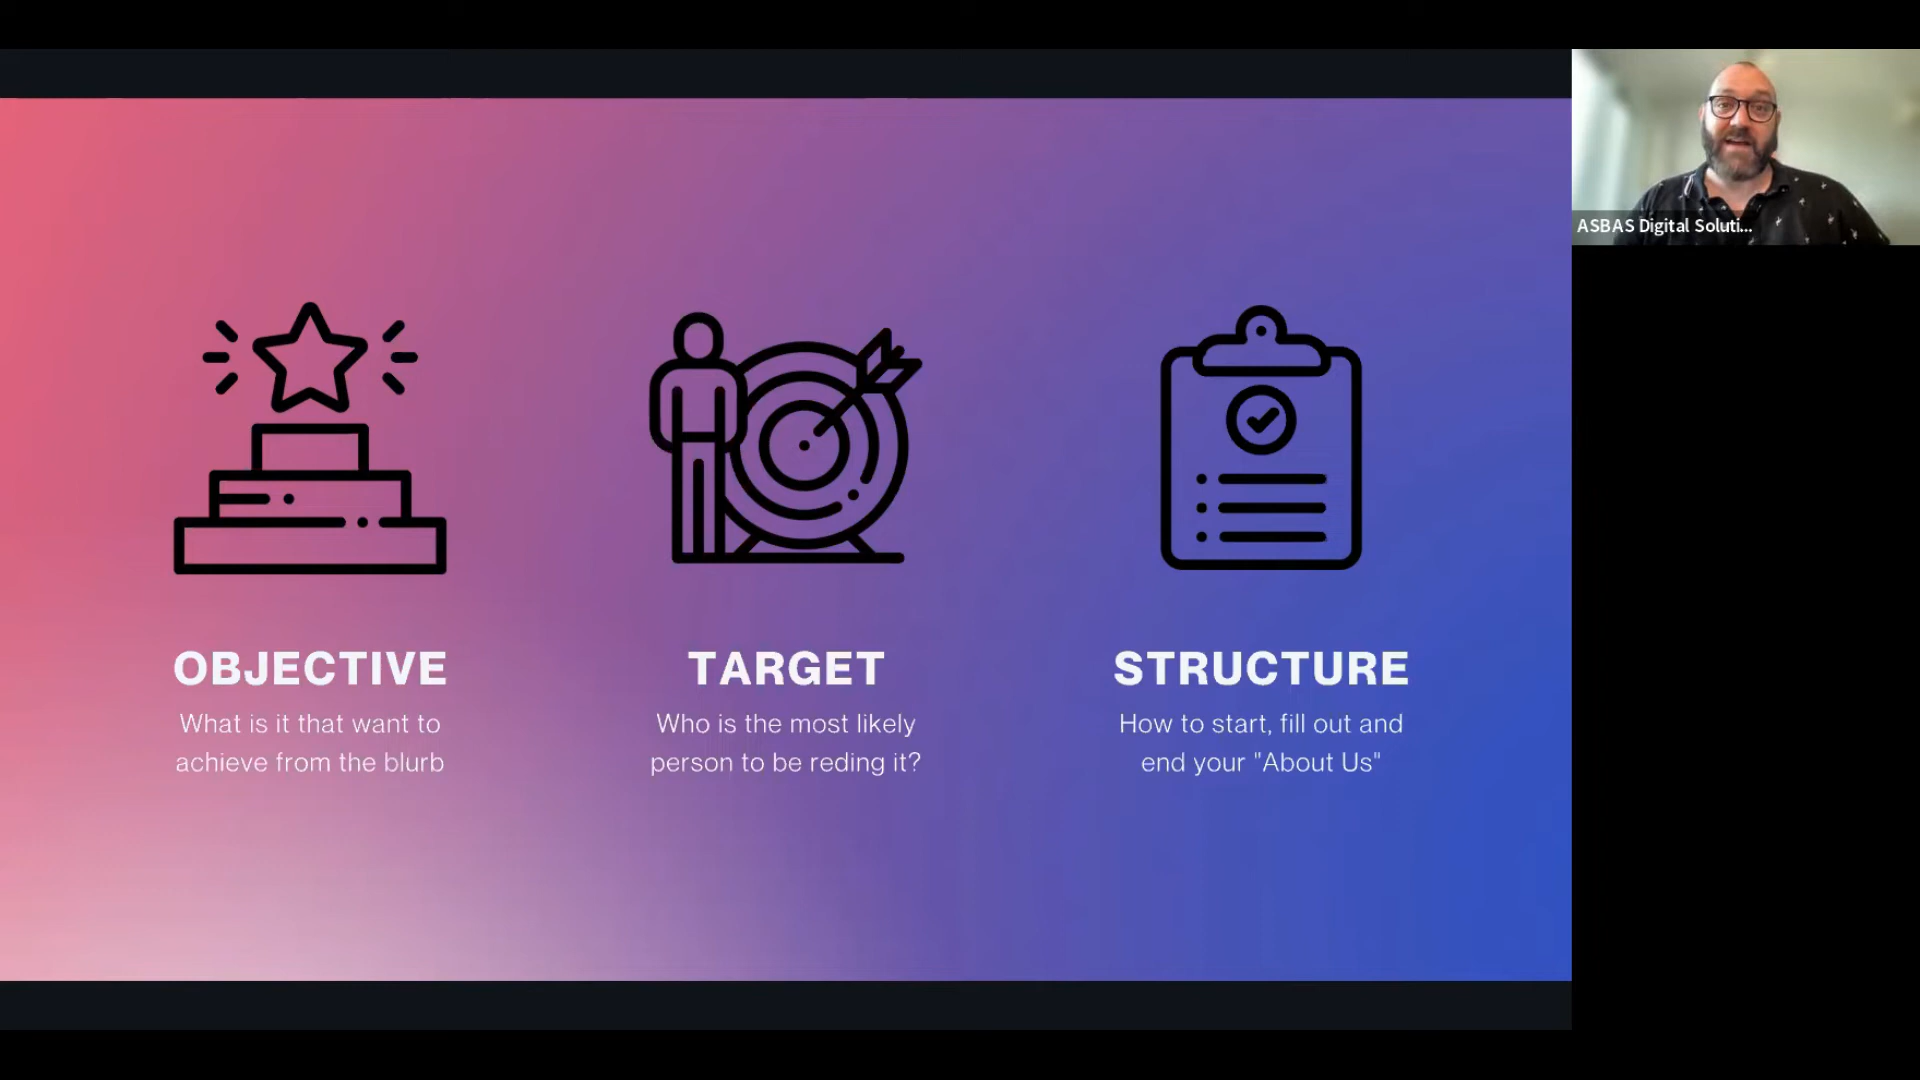 ASBAS Digital Soluti...
OBJECTIVE
What is it that want to
achieve from the blurb
TARGET
Who is the most likely
person to be reding it?
STRUCTURE
How to start, fill out and
end your "About Us"